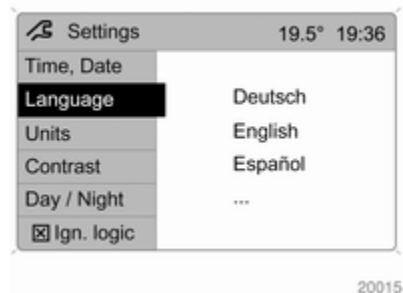 Settings 19.5° 19:36
Time, Date
Language Deutsch
Units English
Contrast Español
Day / Night ...
Ign. logic
20015